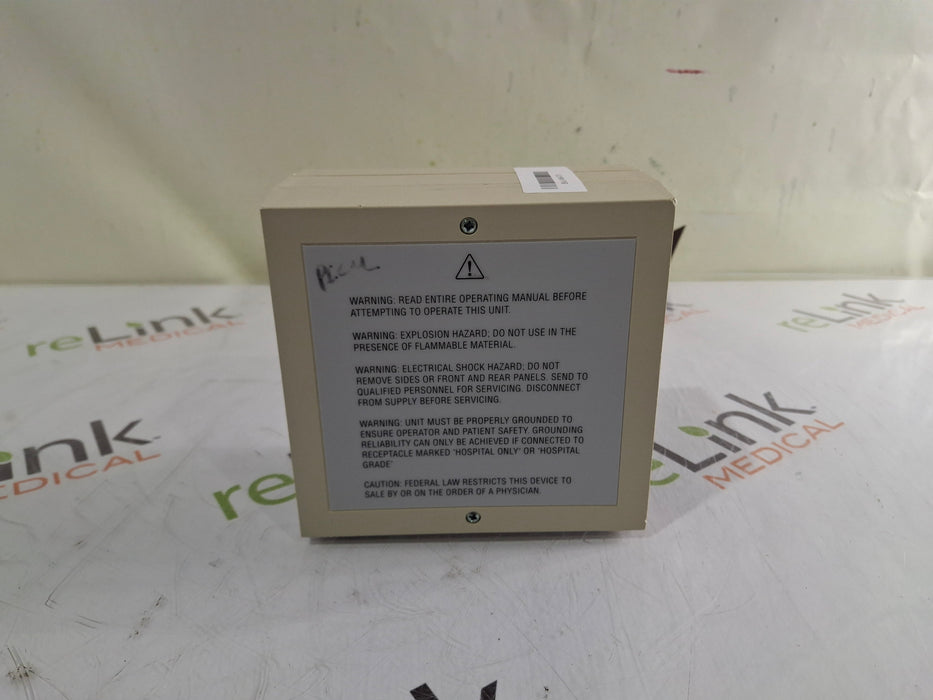 WARNING: READ ENTIRE OPERATING MANUAL BEFORE
ATTEMPTING TO OPERATE THIS UNIT.
WARNING: EXPLOSION HAZARD; DO NOT USE IN THE
PRESENCE OF FLAMMABLE MATERIAL.
WARNING: ELECTRICAL SHOCK HAZARD; DO NOT
REMOVE SIDES OR FRONT AND REAR PANELS. SEND TO
QUALIFIED PERSONNEL FOR SERVICING. DISCONNECT
FROM SUPPLY BEFORE SERVICING.
WARNING: UNIT MUST BE PROPERLY GROUNDED TO
ENSURE OPERATOR AND PATIENT SAFETY. GROUNDING
RELIABILITY CAN ONLY BE ACHIEVED IF CONNECTED TO
RECEPTACLE MARKED 'HOSPITAL ONLY' OR 'HOSPITAL
GRADE'
CAUTION: FEDERAL LAW RESTRICTS THIS DEVICE TO
SALE BY OR ON THE ORDER OF A PHYSICIAN.
reLink
MEDICAL
reLink
MEDICAL
ink
MEDICAL
reLink
MEDICAL